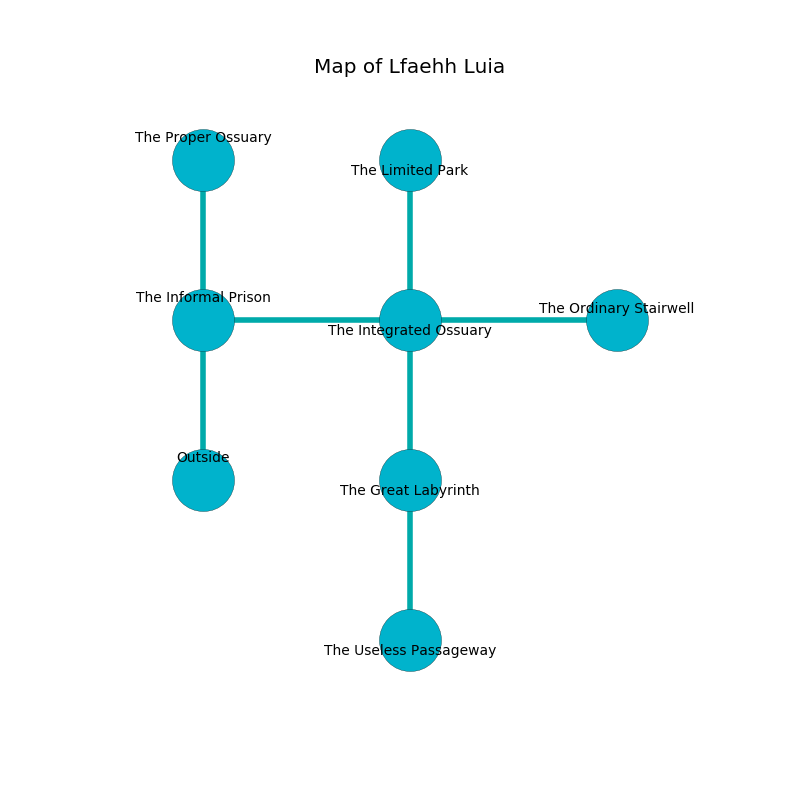 Map of Lfaehh Luia
The Proper Ossuary
The Limited Park
The Informal Prison
The Ordinary Stairwell
The Integrated Ossuary
Outside
The Great Labyrinth
The Useless Passageway